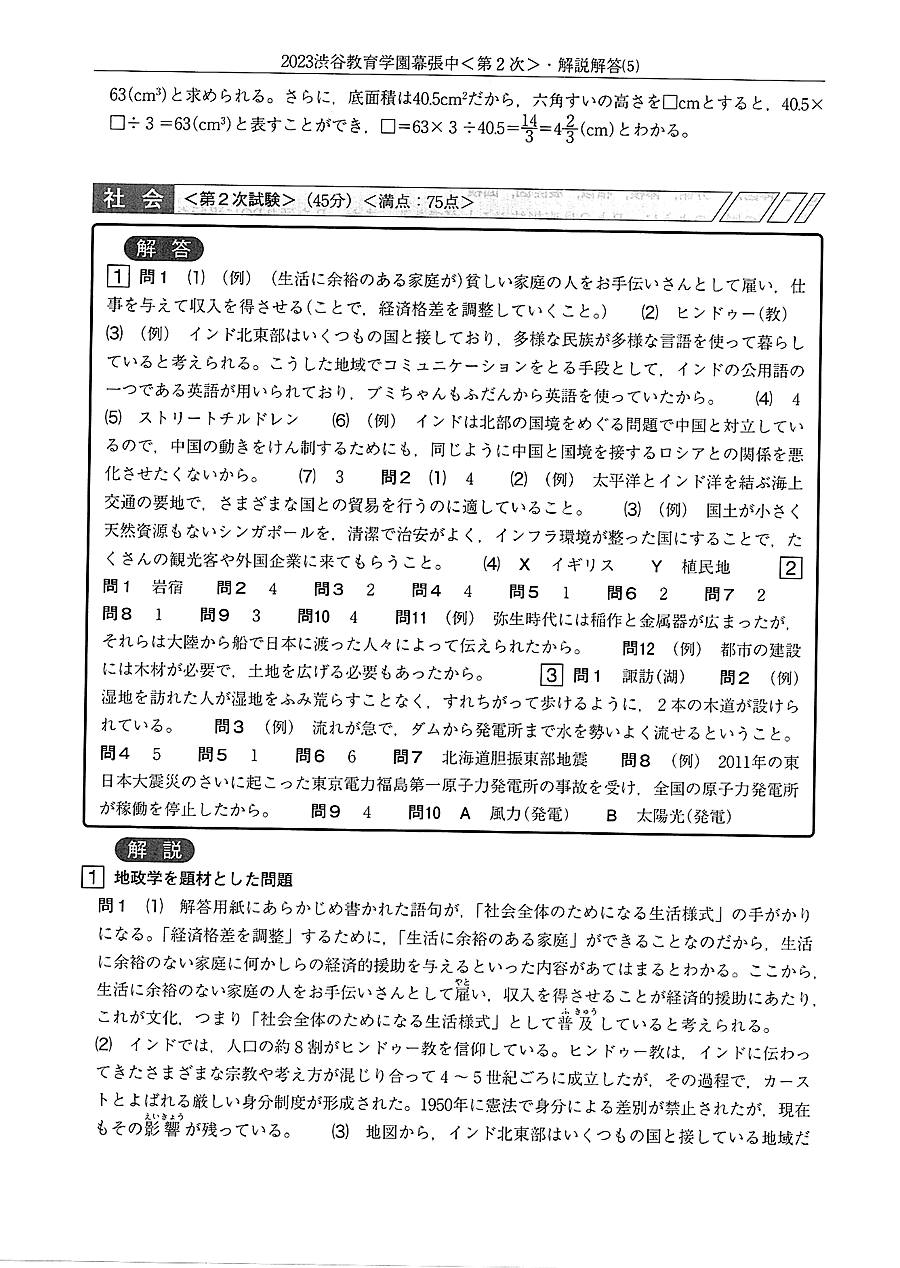 2023渋谷教育学園幕張中＜第２次＞・解説解答(5)
63(cm³)と求められる。さらに，底面積は40.5cm²だから，六角すいの高さを□cmとすると，40.5×
□÷３＝63(cm³)と表すことができ，□＝63×３÷40.5＝14/3＝4 2/3(cm)とわかる。
社 会 ＜第２次試験＞（45分）＜満点：75点＞
解 答
1 問１ ⑴ （例） （生活に余裕のある家庭が)貧しい家庭の人をお手伝いさんとして雇い，仕
事を与えて収入を得させる(ことで，経済格差を調整していくこと。） ⑵ ヒンドゥー(教)
⑶ （例） インド北東部はいくつもの国と接しており，多様な民族が多様な言語を使って暮らし
ていると考えられる。こうした地域でコミュニケーションをとる手段として，インドの公用語の
一つである英語が用いられており，ブミちゃんもふだんから英語を使っていたから。 ⑷ 4
⑸ ストリートチルドレン ⑹ （例） インドは北部の国境をめぐる問題で中国と対立してい
るので，中国の動きをけん制するためにも，同じように中国と国境を接するロシアとの関係を悪
化させたくないから。 ⑺ 3 問２ ⑴ 4 ⑵ （例） 太平洋とインド洋を結ぶ海上
交通の要地で，さまざまな国との貿易を行うのに適していること。 ⑶ （例） 国土が小さく
天然資源もないシンガポールを，清潔で治安がよく，インフラ環境が整った国にすることで，た
くさんの観光客や外国企業に来てもらうこと。 ⑷ X イギリス Y 植民地 2
問１ 岩宿 問２ 4 問３ 2 問４ 4 問５ 1 問６ 2 問７ 2
問８ 1 問９ 3 問10 4 問11 （例） 弥生時代には稲作と金属器が広まったが，
それらは大陸から船で日本に渡った人々によって伝えられたから。 問12 （例） 都市の建設
には木材が必要で，土地を広げる必要もあったから。 3 問１ 諏訪(湖) 問２ （例）
湿地を訪れた人が湿地をふみ荒らすことなく，すれちがって歩けるように，２本の木道が設けら
れている。 問３ （例） 流れが急で，ダムから発電所まで水を勢いよく流せるということ。
問４ 5 問５ 1 問６ 6 問７ 北海道胆振東部地震 問８ （例） 2011年の東
日本大震災のさいに起こった東京電力福島第一原子力発電所の事故を受け，全国の原子力発電所
が稼働を停止したから。 問９ 4 問10 A 風力(発電) B 太陽光(発電)
解 説
1 地政学を題材とした問題
問１ ⑴ 解答用紙にあらかじめ書かれた語句が，「社会全体のためになる生活様式」の手がかり
になる。「経済格差を調整」するために，「生活に余裕のある家庭」ができることなのだから，生活
に余裕のない家庭に何かしらの経済的援助を与えるといった内容があてはまるとわかる。ここから，
生活に余裕のない家庭の人をお手伝いさんとして雇(やと)い，収入を得させることが経済的援助にあたり，
これが文化，つまり「社会全体のためになる生活様式」として普及(ふきゅう)していると考えられる。
⑵ インドでは，人口の約８割がヒンドゥー教を信仰している。ヒンドゥー教は，インドに伝わっ
てきたさまざまな宗教や考え方が混じり合って４～５世紀ごろに成立したが，その過程で，カース
トとよばれる厳しい身分制度が形成された。1950年に憲法で身分による差別が禁止されたが，現在
もその影響(えいきょう)が残っている。 ⑶ 地図から，インド北東部はいくつもの国と接している地域だ